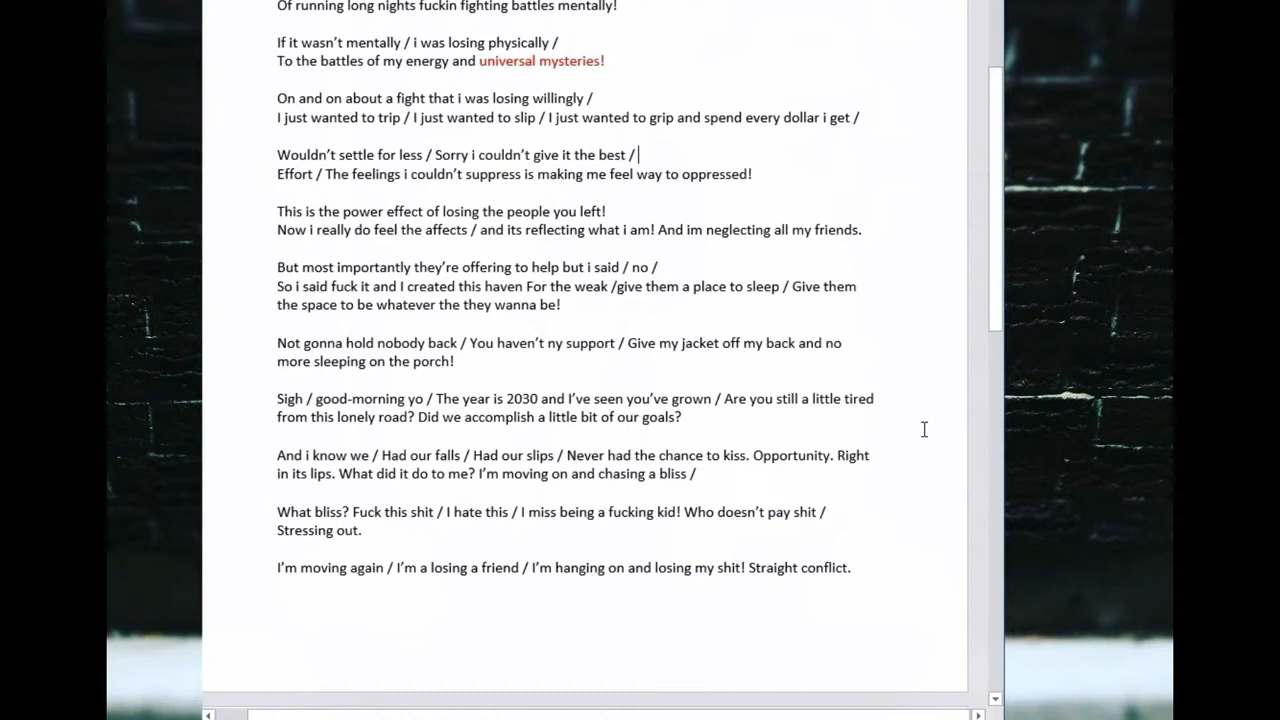 Of running long nights fuckin fighting battles mentally!
If it wasn't mentally / i was losing physically /
To the battles of my energy and universal mysteries!
On and on about a fight that i was losing willingly /
I just wanted to trip / I just wanted to slip / I just wanted to grip and spend every dollar i get /
Wouldn't settle for less / Sorry i couldn't give it the best /
Effort / The feelings i couldn't suppress is making me feel way to oppressed!
This is the power effect of losing the people you left!
Now i really do feel the affects / and its reflecting what i am! And im neglecting all my friends.
But most importantly they're offering to help but i said / no /
So i said fuck it and I created this haven For the weak /give them a place to sleep / Give them
the space to be whatever the they wanna be!
Not gonna hold nobody back / You haven't ny support / Give my jacket off my back and no
more sleeping on the porch!
Sigh / good-morning yo / The year is 2030 and I've seen you've grown / Are you still a little tired
from this lonely road? Did we accomplish a little bit of our goals?
And i know we / Had our falls / Had our slips / Never had the chance to kiss. Opportunity. Right
in its lips. What did it do to me? I'm moving on and chasing a bliss /
What bliss? Fuck this shit / I hate this / I miss being a fucking kid! Who doesn't pay shit /
Stressing out.
I'm moving again / I'm a losing a friend / I'm hanging on and losing my shit! Straight conflict.